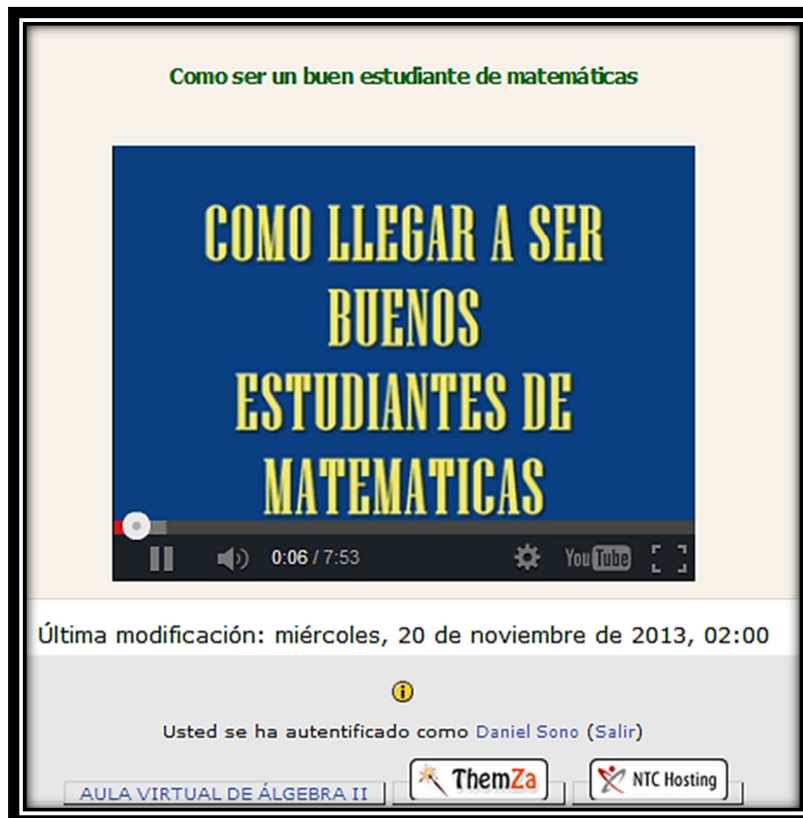 Como ser un buen estudiante de matemáticas
COMO LLEGAR A SER
BUENOS
ESTUDIANTES DE
MATEMATICAS
0:06 / 7:53
YouTube
Última modificación: miércoles, 20 de noviembre de 2013, 02:00
Usted se ha autentificado como Daniel Sono (Salir)
AULA VIRTUAL DE ÁLGEBRA II ThemZa NTC Hosting